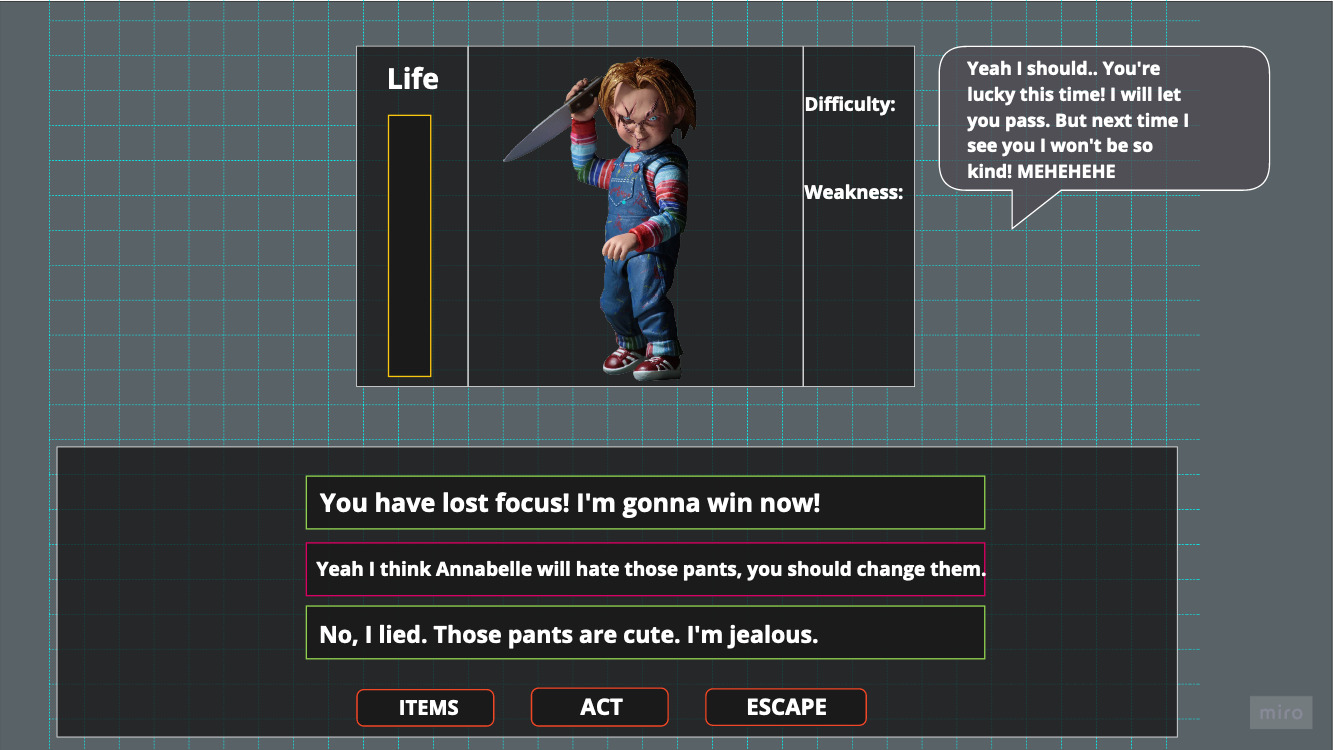 Life
Difficulty:
Weakness:
Yeah I should.. You're
lucky this time! I will let
you pass. But next time I
see you I won't be so
kind! MEHEHEHE
You have lost focus! I'm gonna win now!
Yeah I think Annabelle will hate those pants, you should change them.
No, I lied. Those pants are cute. I'm jealous.
ITEMS
ACT
ESCAPE
miro